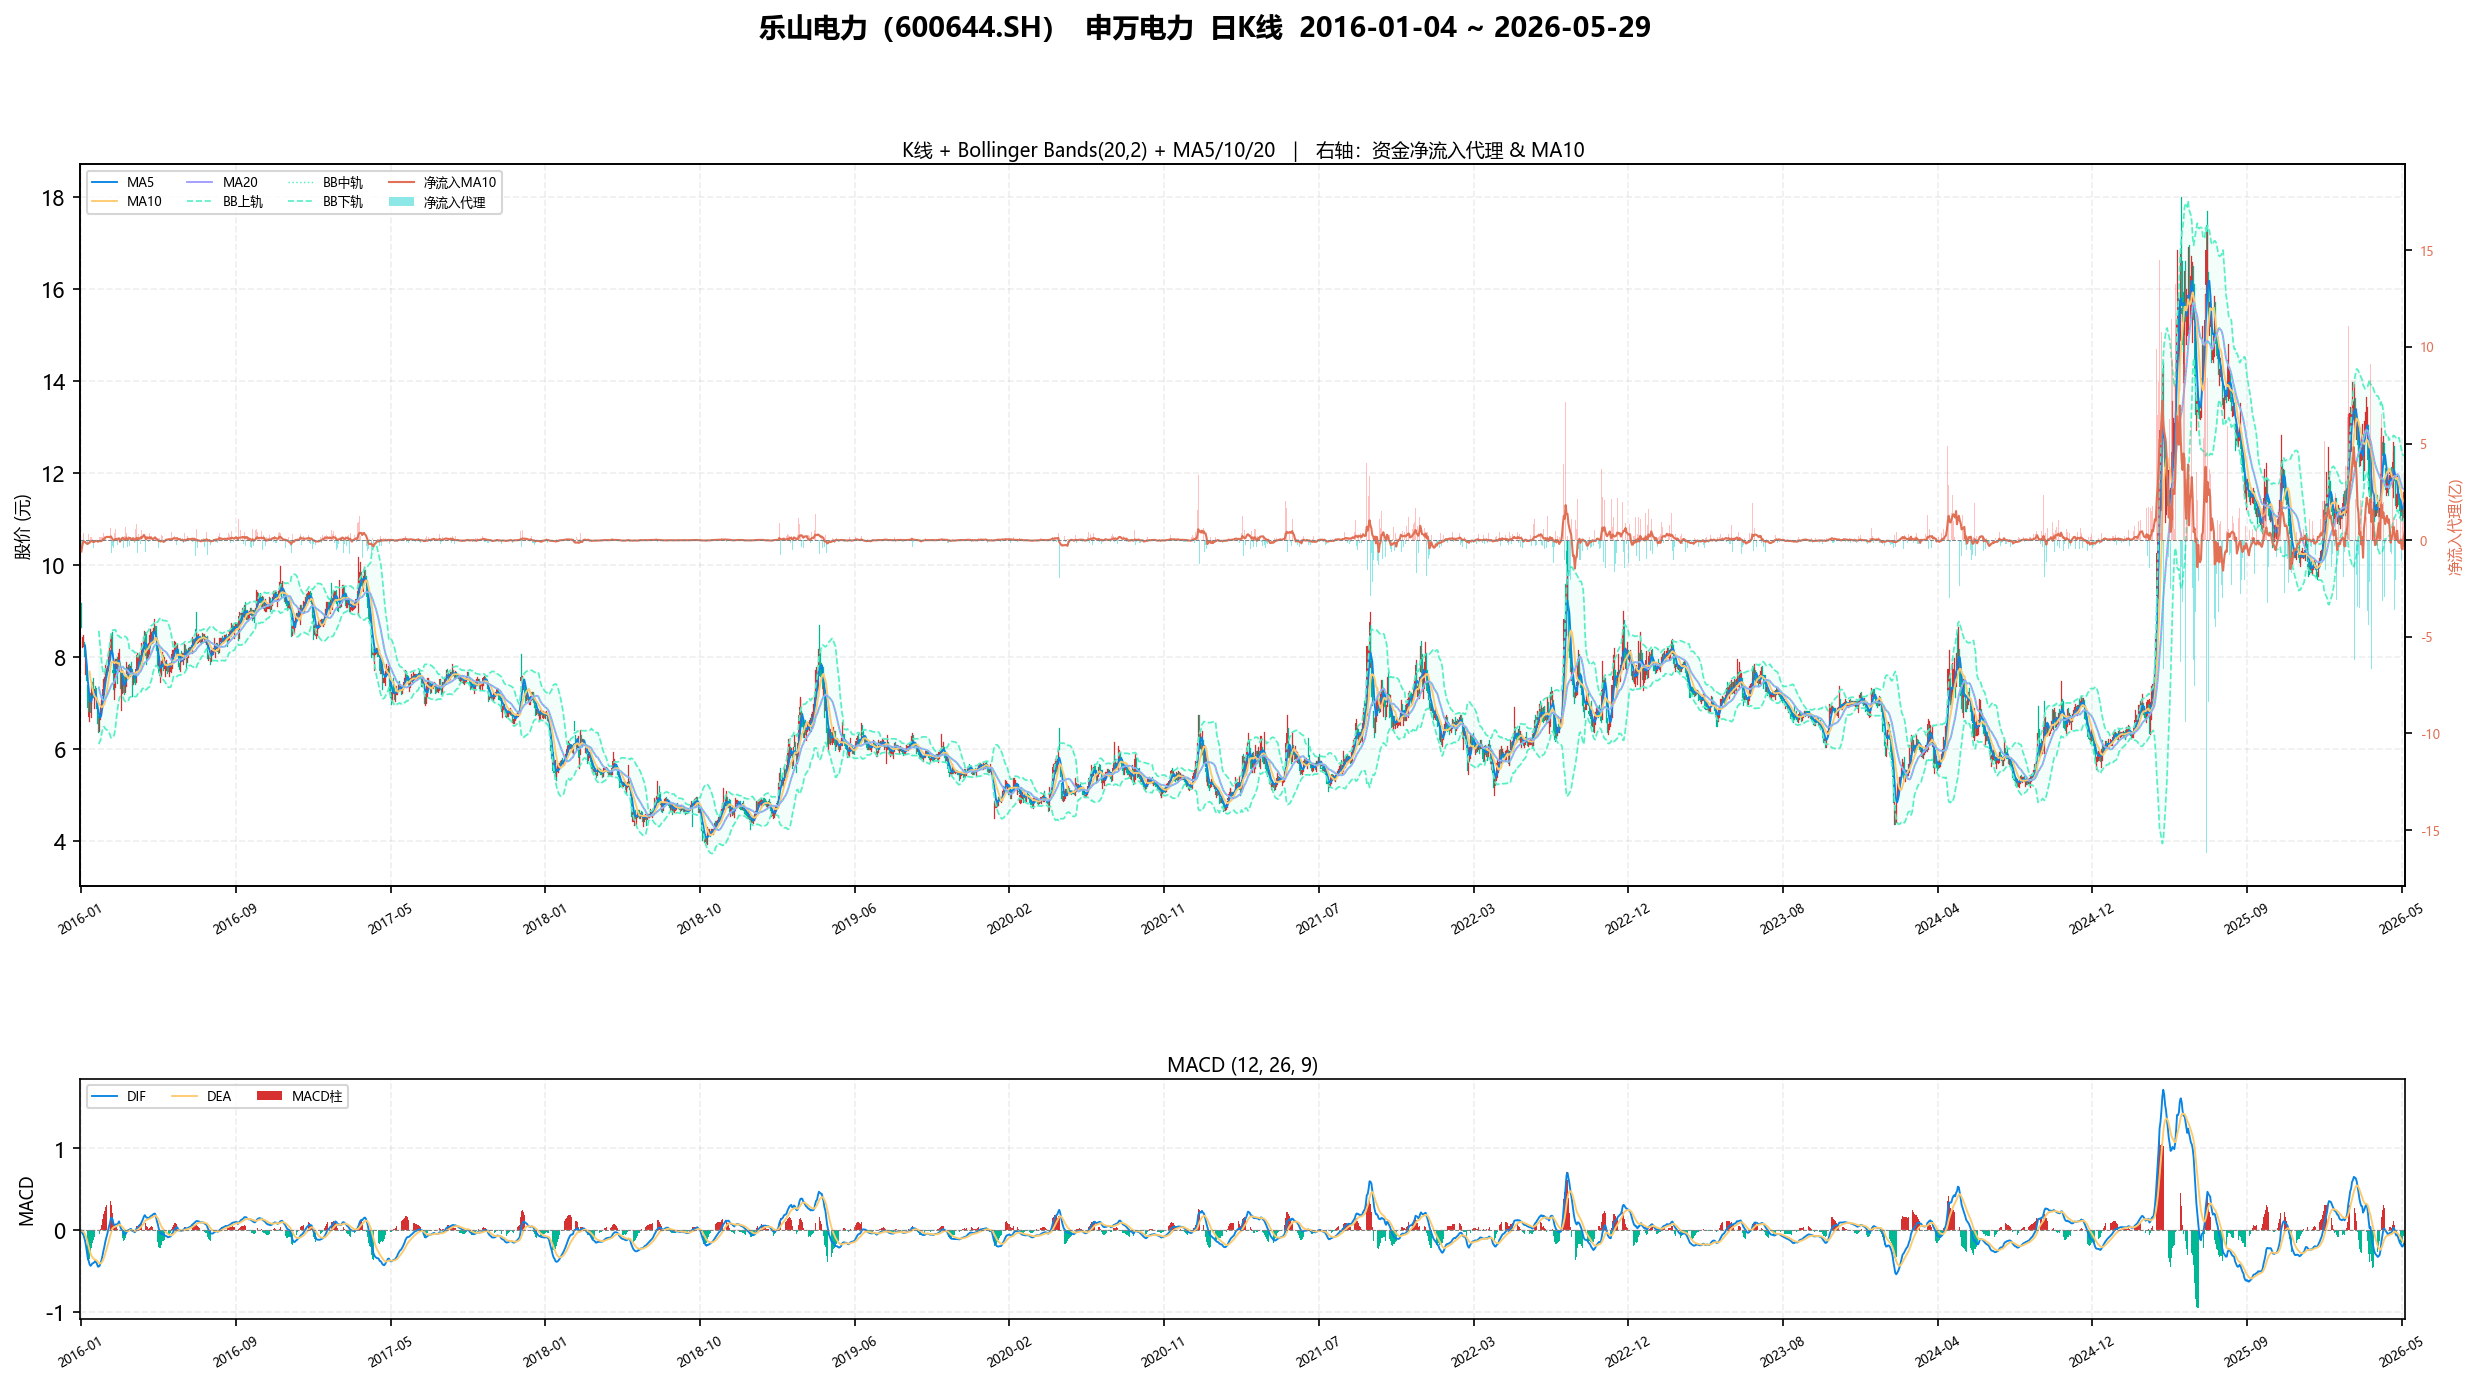 乐山电力（600644.SH） 申万电力 日K线 2016-01-04 ~ 2026-05-29
K线 + Bollinger Bands(20,2) + MA5/10/20 | 右轴：资金净流入代理 & MA10
MA5 MA20 BB中轨 净流入MA10
MA10 BB上轨 BB下轨 净流入代理
股价 (元)
18
16
14
12
10
8
6
4
15
10
5
0
-5
-10
-15
净流入代理(亿)
2016-01 2016-09 2017-05 2018-01 2018-10 2019-06 2020-02 2020-11 2021-07 2022-03 2022-12 2023-08 2024-04 2024-12 2025-09 2026-05
MACD (12, 26, 9)
DIF DEA MACD柱
MACD
1
0
-1
2016-01 2016-09 2017-05 2018-01 2018-10 2019-06 2020-02 2020-11 2021-07 2022-03 2022-12 2023-08 2024-04 2024-12 2025-09 2026-05